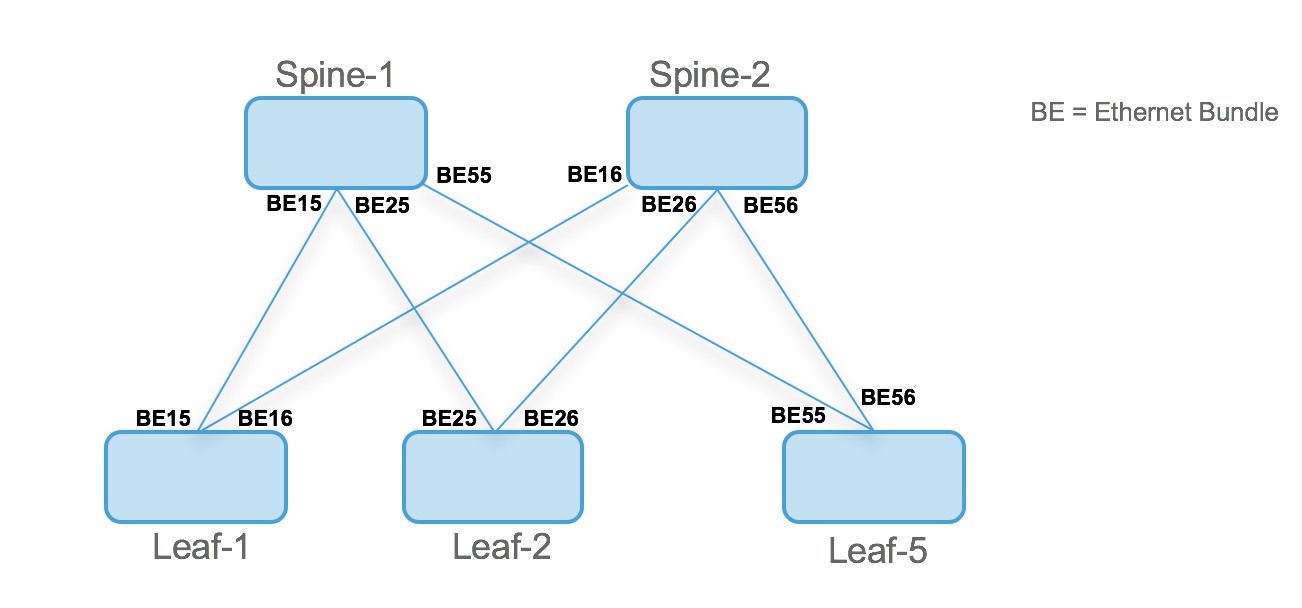 Spine-1
Spine-2
BE = Ethernet Bundle
BE55
BE16
BE15
BE25
BE26
BE56
BE15
BE16
BE25
BE26
BE55
BE56
Leaf-1
Leaf-2
Leaf-5